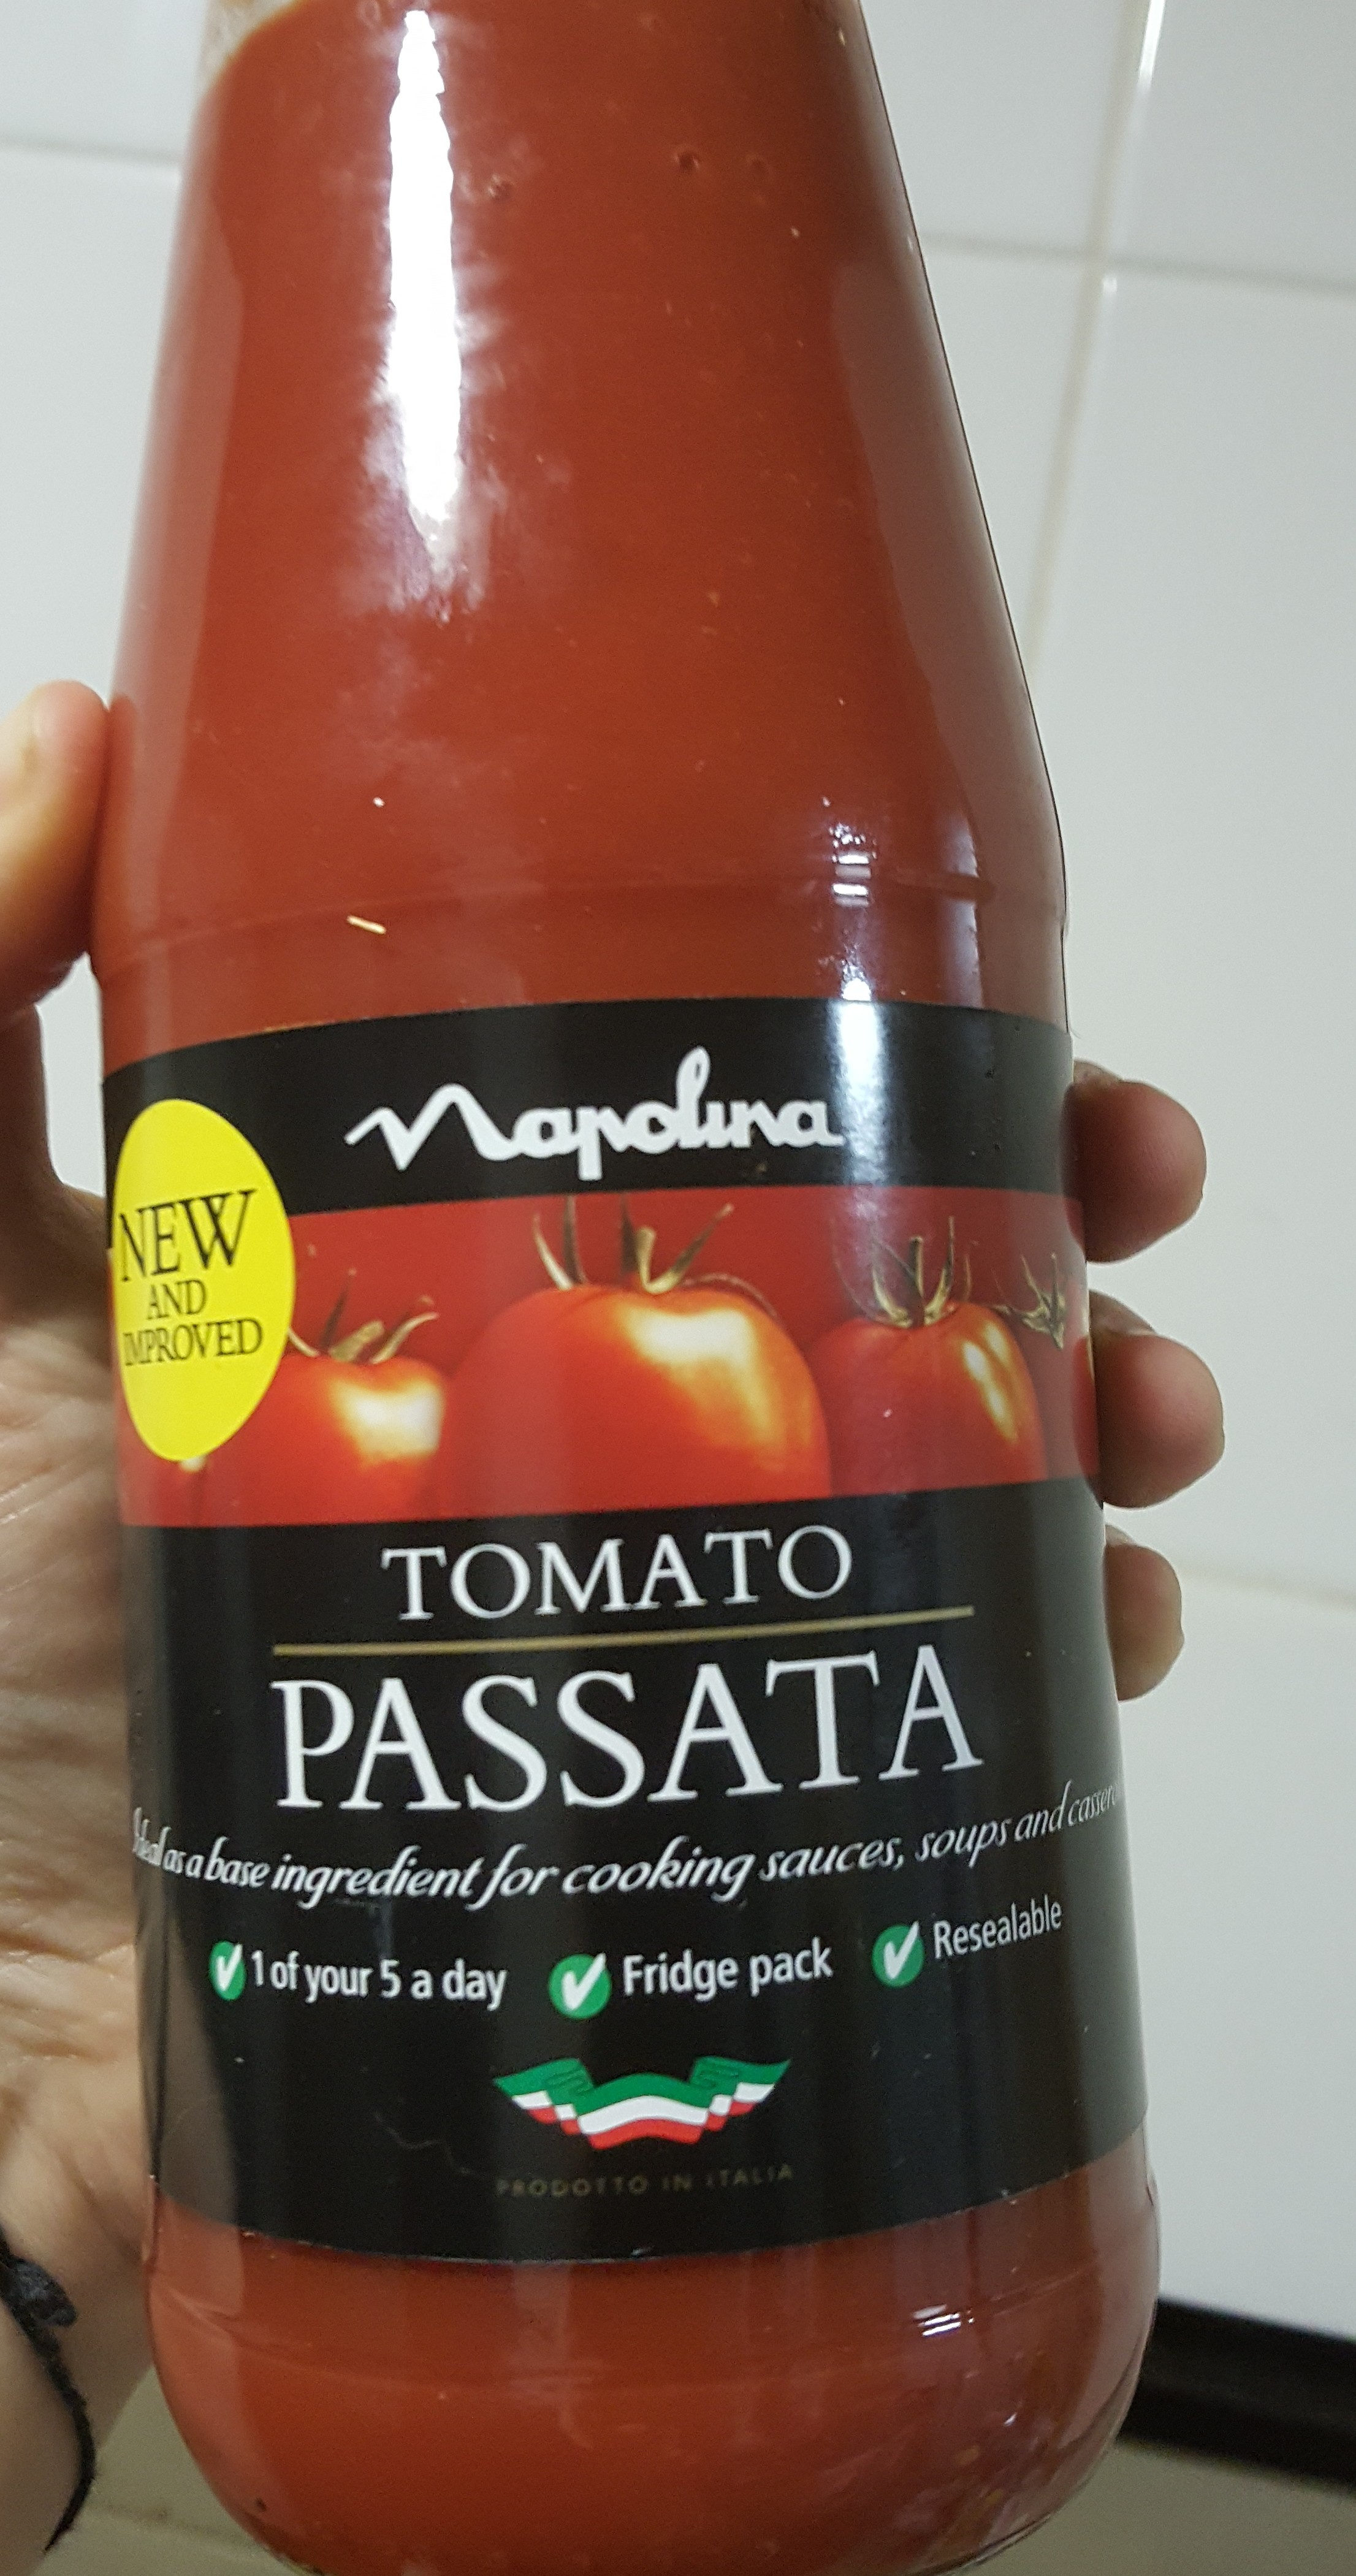 Napolina
NEW
AND
IMPROVED
TOMATO
PASSATA
Ideal as a base ingredient for cooking sauces, soups and
1 of your 5 a day
Fridge pack
Resealable
PRODOTTO IN ITALIA